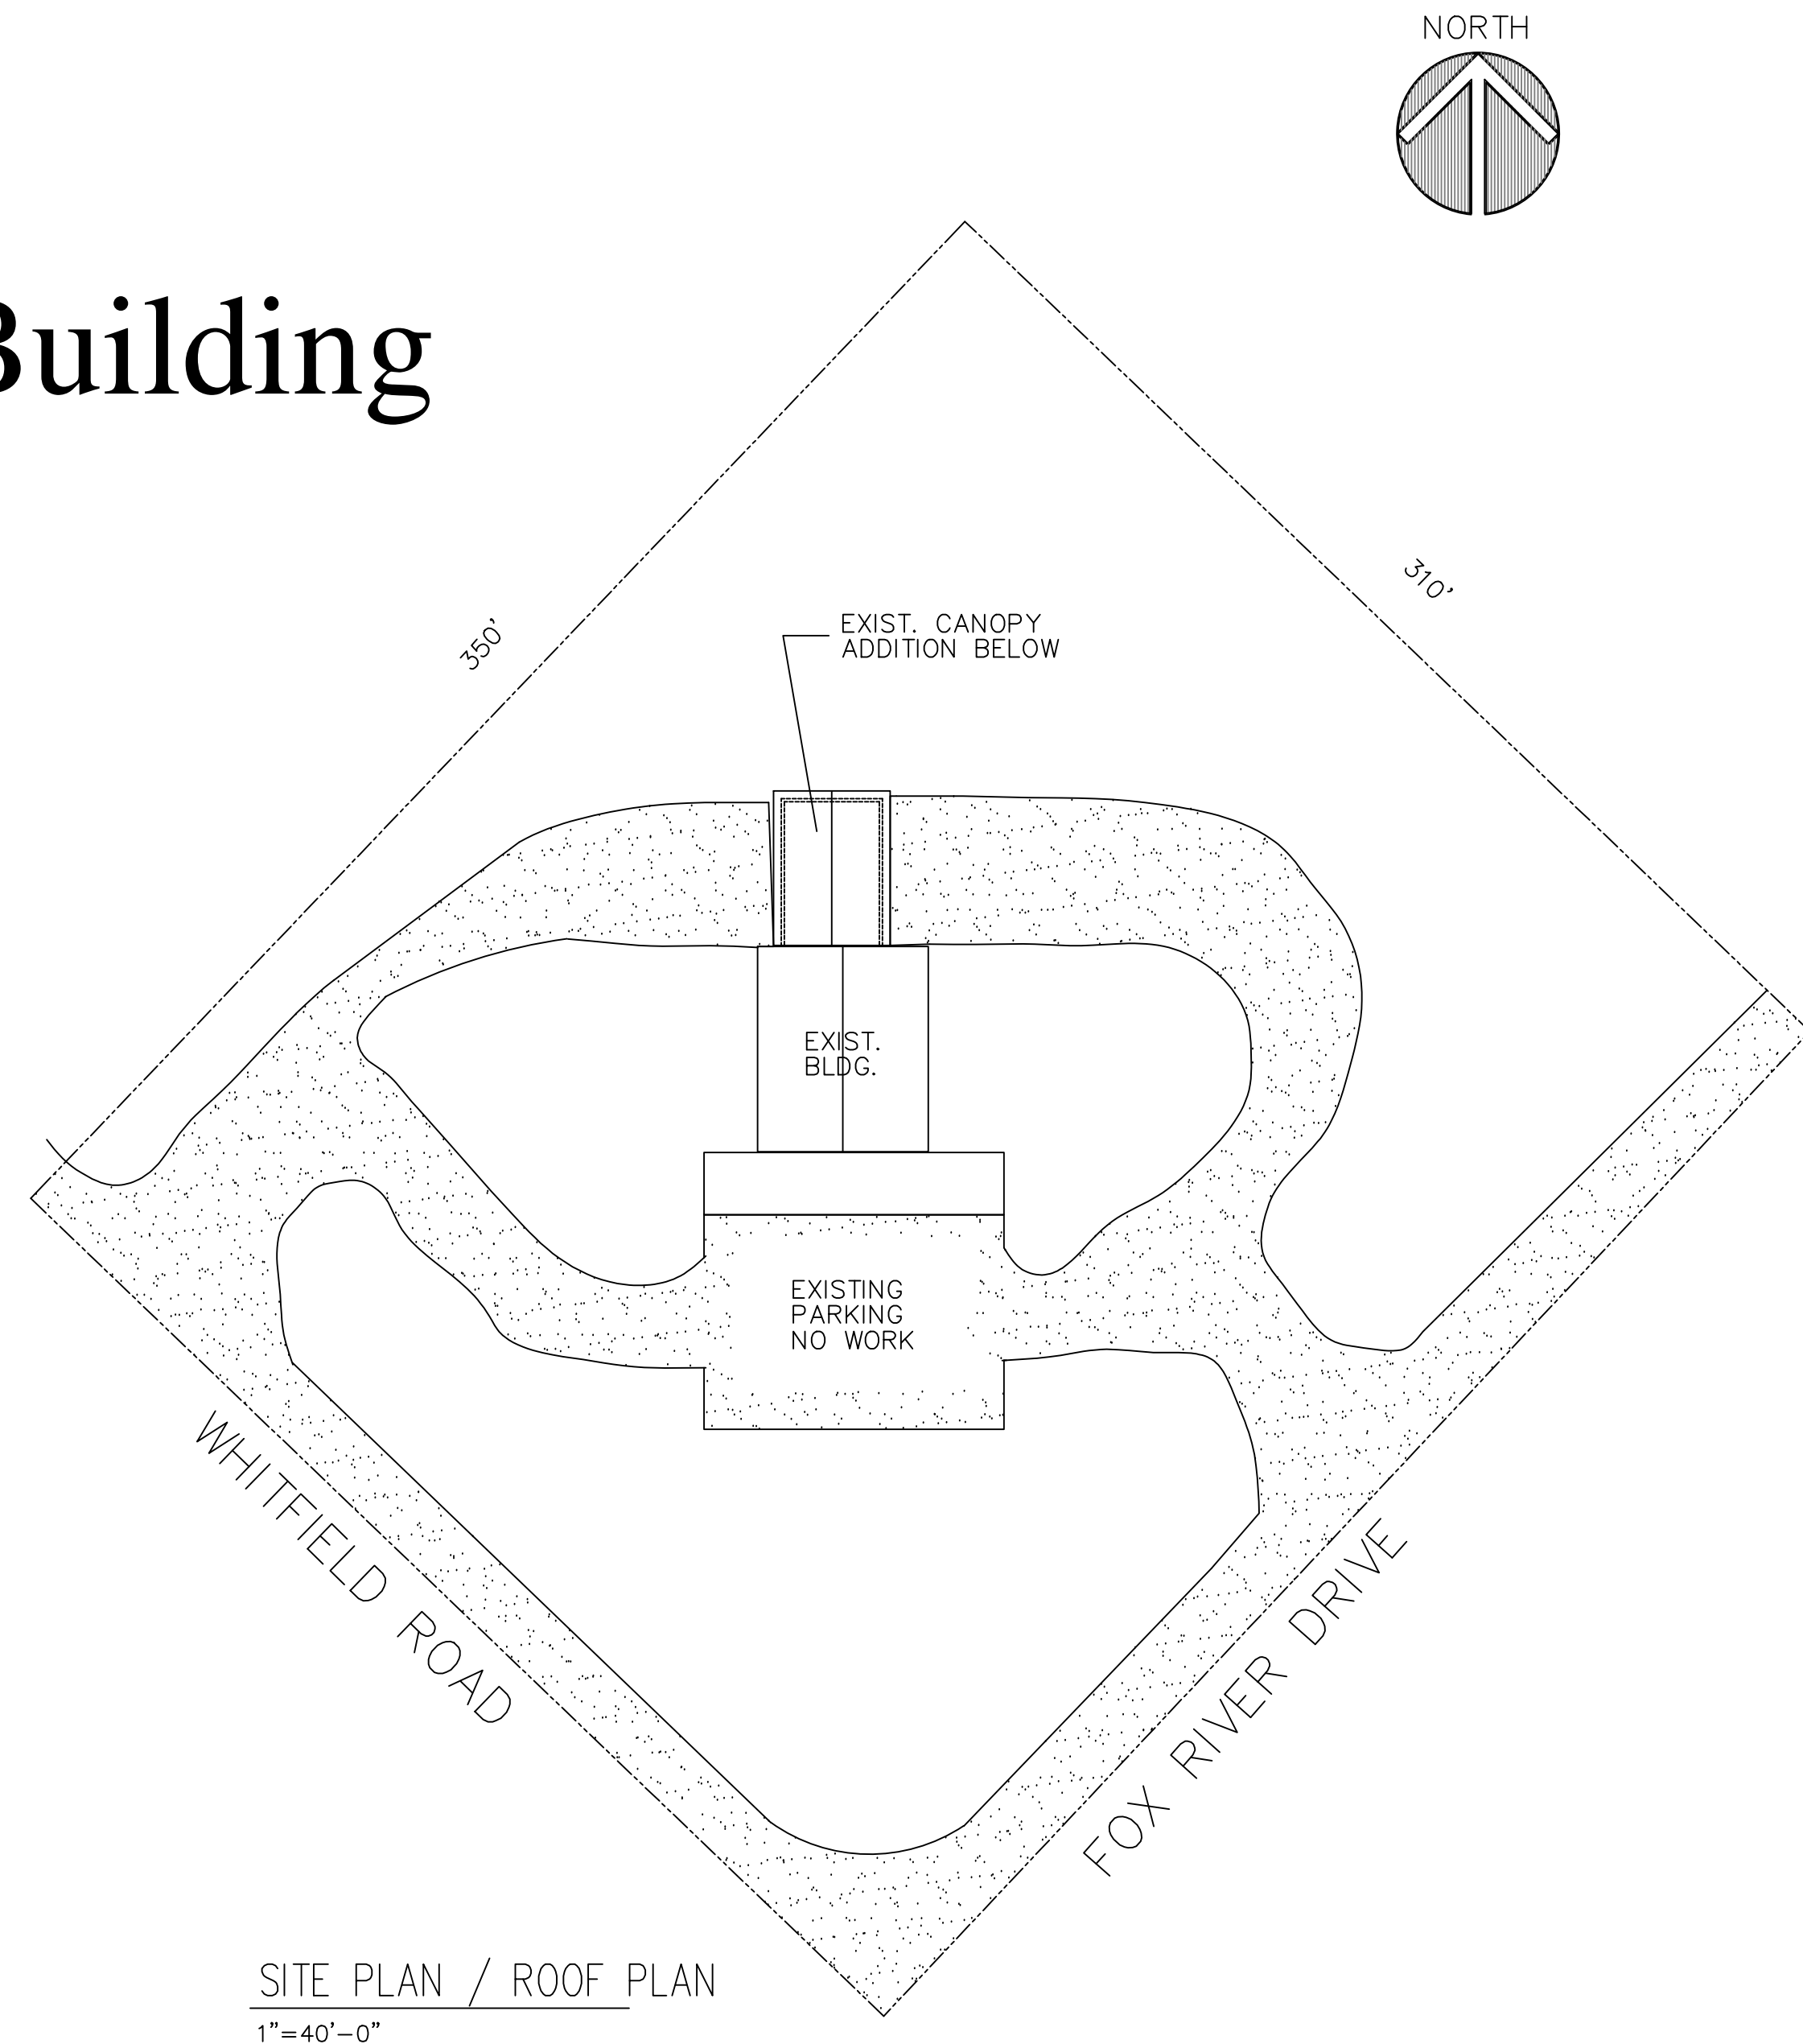 NORTH
Building
310'
350'
EXIST. CANOPY
ADDITION BELOW
EXIST.
BLDG.
EXISTING
PARKING
NO WORK
WHITFIELD ROAD
FOX RIVER DRIVE
SITE PLAN / ROOF PLAN
1"=40'-0"